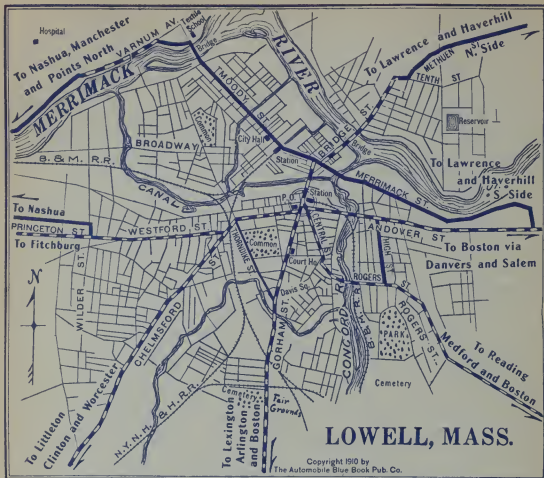 Hospital
Textile
School
VARNUM AV.
Bridge
To Nashua, Manchester
and Points North
MERRIMACK
RIVER
To Lawrence and Haverhill
N. Side
METHUEN ST
TENTH ST
MOODY ST.
Common
BROADWAY
City Hall
BRIDGE ST
Reservoir
B. & M. R.R.
Station
Bridge
To Lawrence
and Haverhill
S. Side
CANAL
MERRIMACK ST
To Nashua
P.O.
Station
PRINCETON ST
WESTFORD ST
ANDOVER ST
To Fitchburg
To Boston via
Danvers and Salem
THORNDIKE ST
Common
CENTRAL ST
HIGH ST
Court Ho.
N
WILDER ST.
CHELMSFORD ST
Davis Sq.
ROGERS ST.
GORHAM ST.
CONCORD R.
B. & M. R.R.
PARK
ROGERS ST.
To Reading
Medford and Boston
Cemetery
To Littleton
Clinton and Worcester
N.Y. N.H. & H. R.R.
Cemetery
Fair
Grounds
To Lexington
Arlington
and Boston
LOWELL, MASS.
Copyright 1910 by
The Automobile Blue Book Pub. Co.